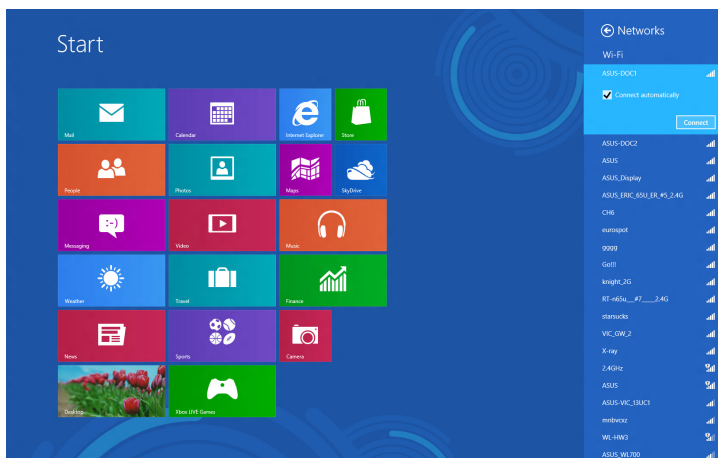 Start
Mail
Calendar
Internet Explorer
Store
People
Photos
Maps
SkyDrive
Messaging
Video
Music
Weather
Travel
Finance
News
Sports
Camera
Desktop
Xbox LIVE Games
Networks
Wi-Fi
ASUS-DOC1
Connect automatically
Connect
ASUS-DOC2
ASUS
ASUS_Display
ASUS_ERIC_65U_ER_#5_2.4G
CH6
eurospot
gggg
Go!!!
knight_2G
RT-n65u__#7____2.4G
starsucks
VIC_GW_2
X-ray
2.4GHz
ASUS
ASUS-VIC_t3UC1
mnbvcxz
WL-HW3
ASUS_WL700